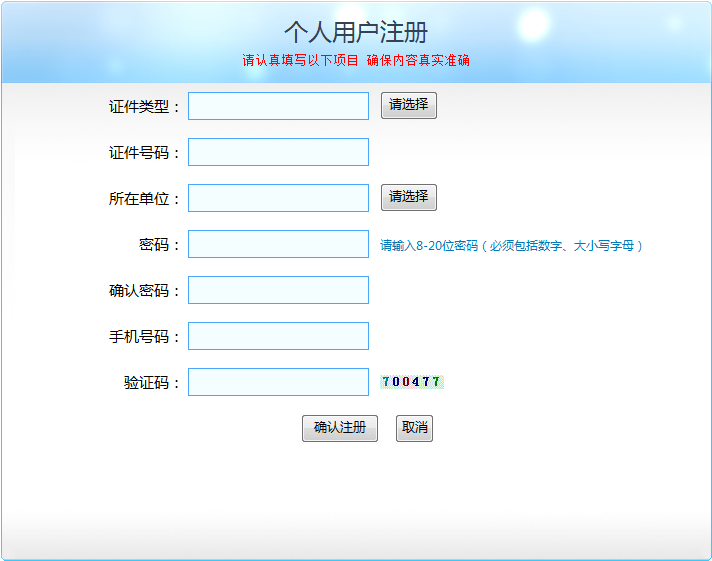 个人用户注册
请认真填写以下项目 确保内容真实准确
证件类型： 请选择
证件号码：
所在单位： 请选择
密码： 请输入8-20位密码（必须包括数字、大小写字母）
确认密码：
手机号码：
验证码： 700477
确认注册 取消